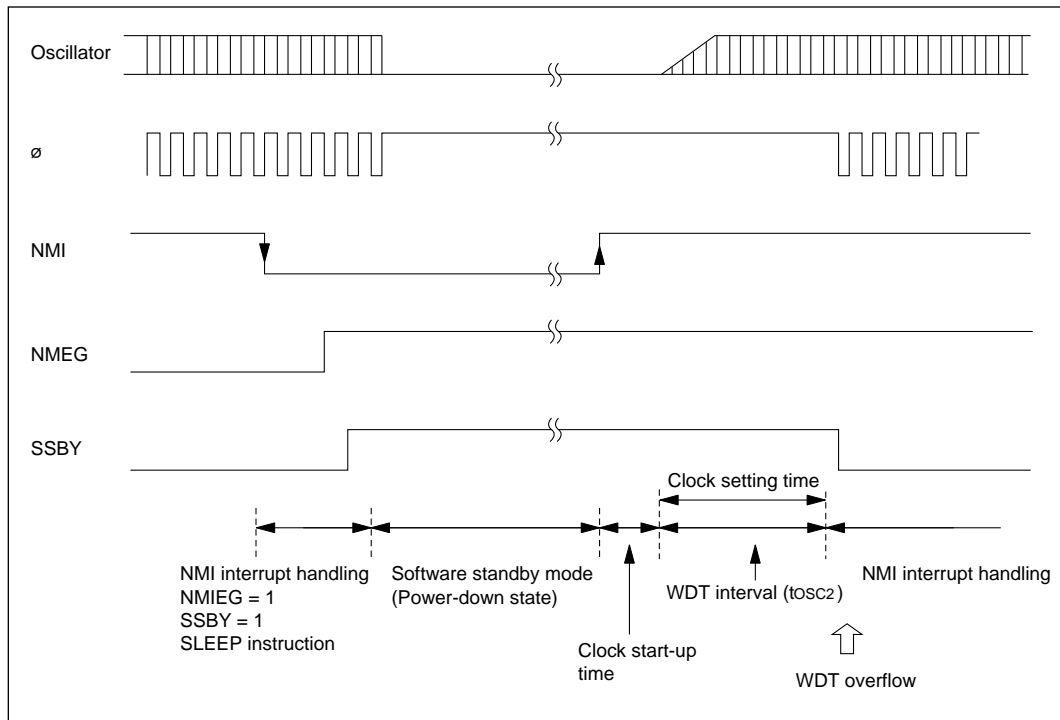 Oscillator
ø
NMI
NMEG
SSBY
Clock setting time
NMI interrupt handling
NMIEG = 1
SSBY = 1
SLEEP instruction
Software standby mode
(Power-down state)
Clock start-up
time
WDT interval (tOSC2)
WDT overflow
NMI interrupt handling